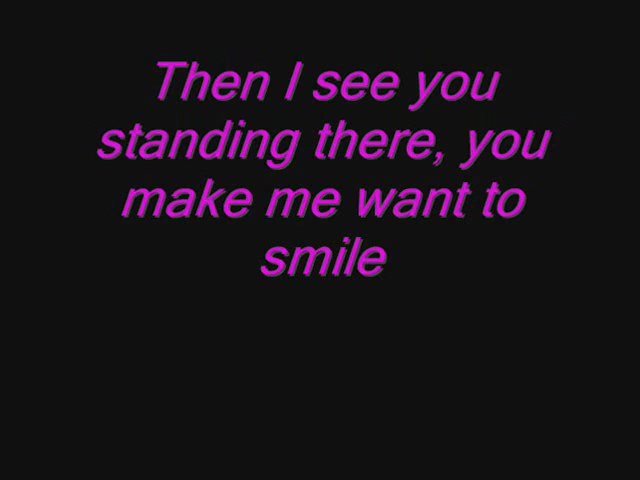 Then I see you
standing there, you
make me want to
smile